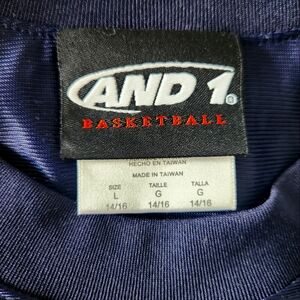 AND 1
BASKETBALL
HECHO EN TAIWAN
MADE IN TAIWAN
SIZE TAILLE TALLA
L G G
14/16 14/16 14/16